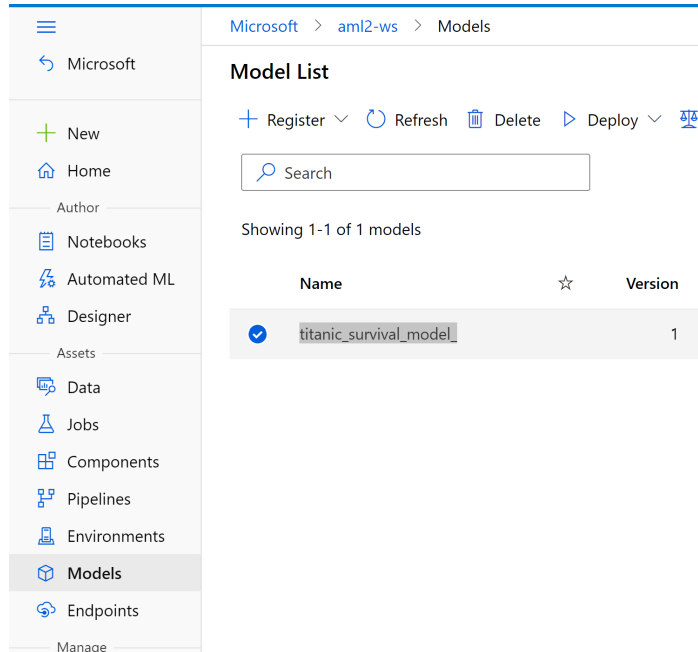 Microsoft > aml2-ws > Models
Microsoft
New
Home
Author
Notebooks
Automated ML
Designer
Assets
Data
Jobs
Components
Pipelines
Environments
Models
Endpoints
Manage
Model List
Register Refresh Delete Deploy
Search
Showing 1-1 of 1 models
Name Version
titanic_survival_model_ 1